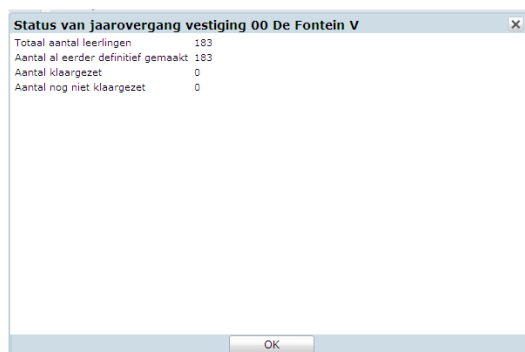 Status van jaarovergang vestiging 00 De Fontein V
Totaal aantal leerlingen 183
Aantal al eerder definitief gemaakt 183
Aantal klaargezet 0
Aantal nog niet klaargezet 0
OK